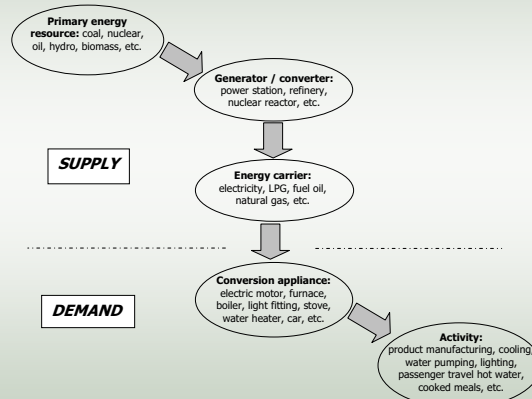 Primary energy
resource: coal, nuclear,
oil, hydro, biomass, etc.
Generator / converter:
power station, refinery,
nuclear reactor, etc.
SUPPLY
Energy carrier:
electricity, LPG, fuel oil,
natural gas, etc.
Conversion appliance:
electric motor, furnace,
boiler, light fitting, stove,
water heater, car, etc.
DEMAND
Activity:
product manufacturing, cooling,
water pumping, lighting,
passenger travel hot water,
cooked meals, etc.